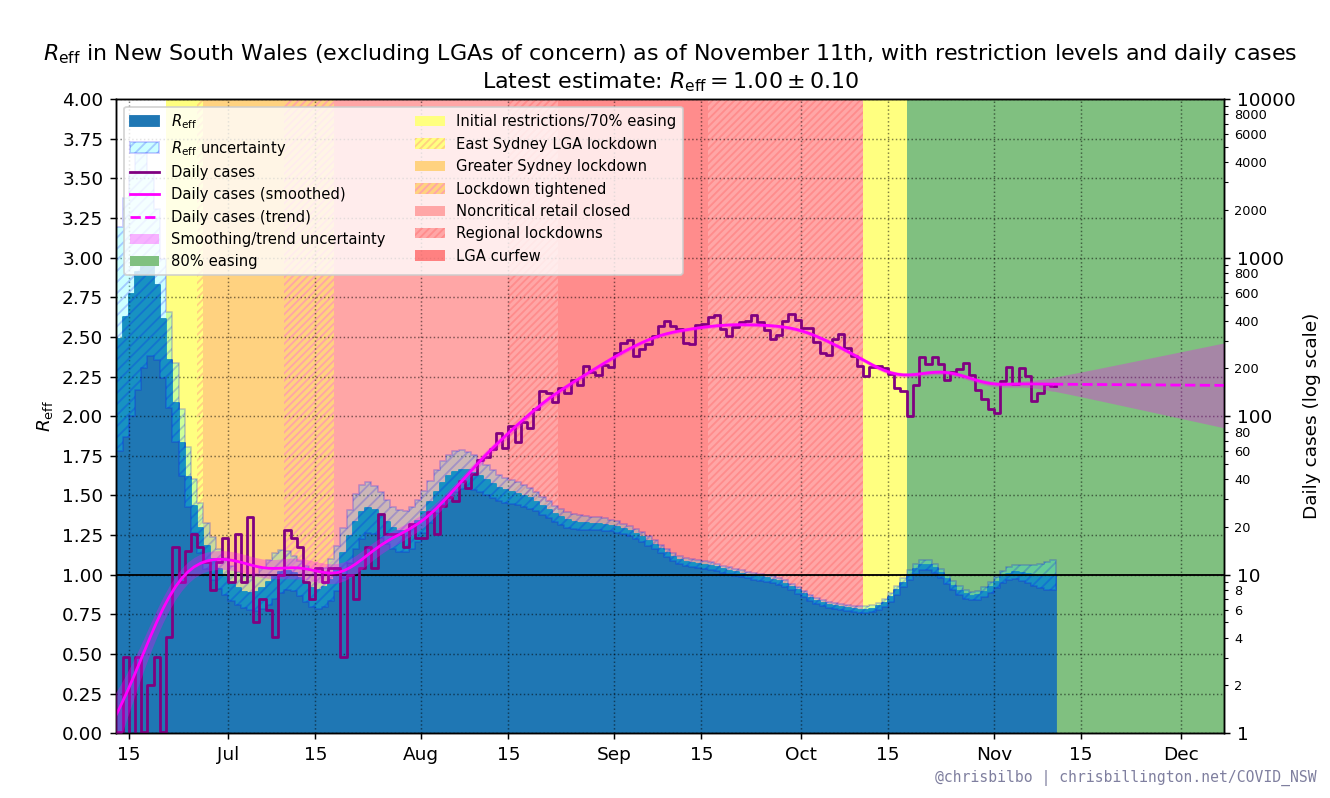 R_eff in New South Wales (excluding LGAs of concern) as of November 11th, with restriction levels and daily cases
Latest estimate: R_eff = 1.00 ± 0.10
R_eff
R_eff uncertainty
Daily cases
Daily cases (smoothed)
Daily cases (trend)
Smoothing/trend uncertainty
80% easing
Initial restrictions/70% easing
East Sydney LGA lockdown
Greater Sydney lockdown
Lockdown tightened
Noncritical retail closed
Regional lockdowns
LGA curfew
R_eff
4.00
3.75
3.50
3.25
3.00
2.75
2.50
2.25
2.00
1.75
1.50
1.25
1.00
0.75
0.50
0.25
0.00
15
Jul
15
Aug
15
Sep
15
Oct
15
Nov
15
Dec
10000
8000
6000
4000
2000
1000
800
600
400
200
100
80
60
40
20
10
8
6
4
2
1
Daily cases (log scale)
@chrisbilbo | chrisbillington.net/COVID_NSW